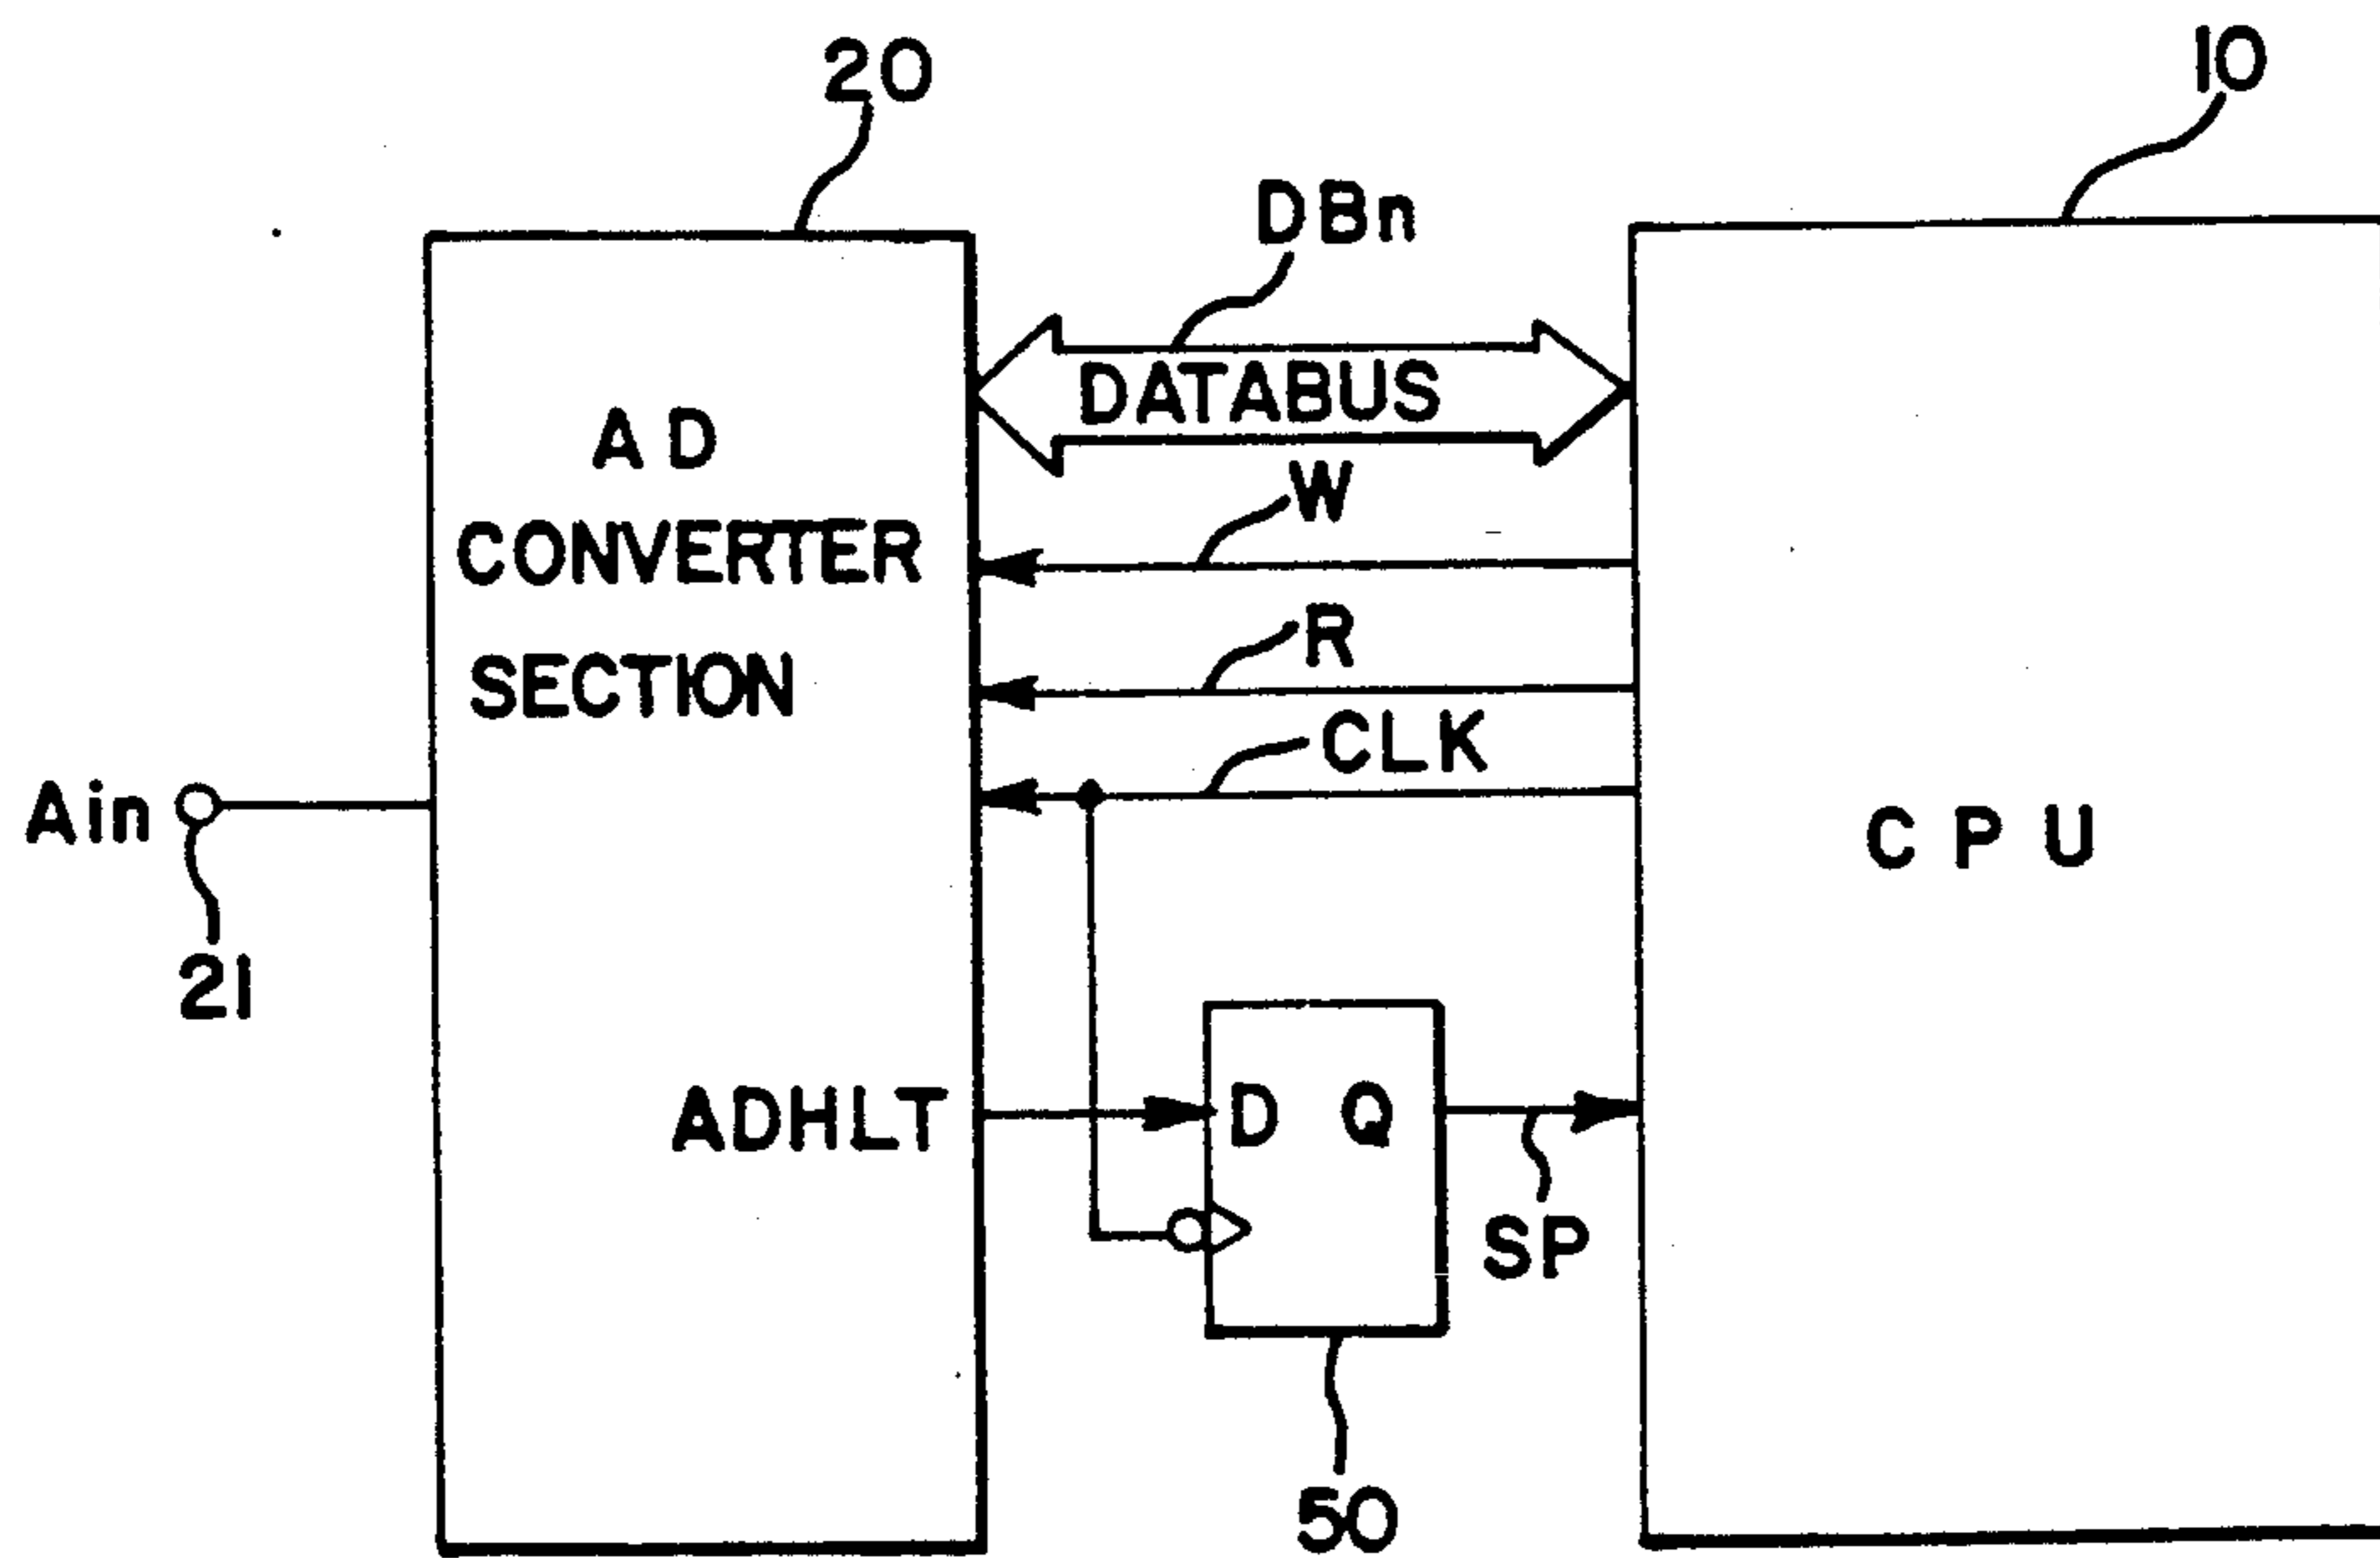 20
10
DBn
DATABUS
AD
CONVERTER
SECTION
W
R
CLK
Ain
21
CPU
ADHLT
D Q
SP
50